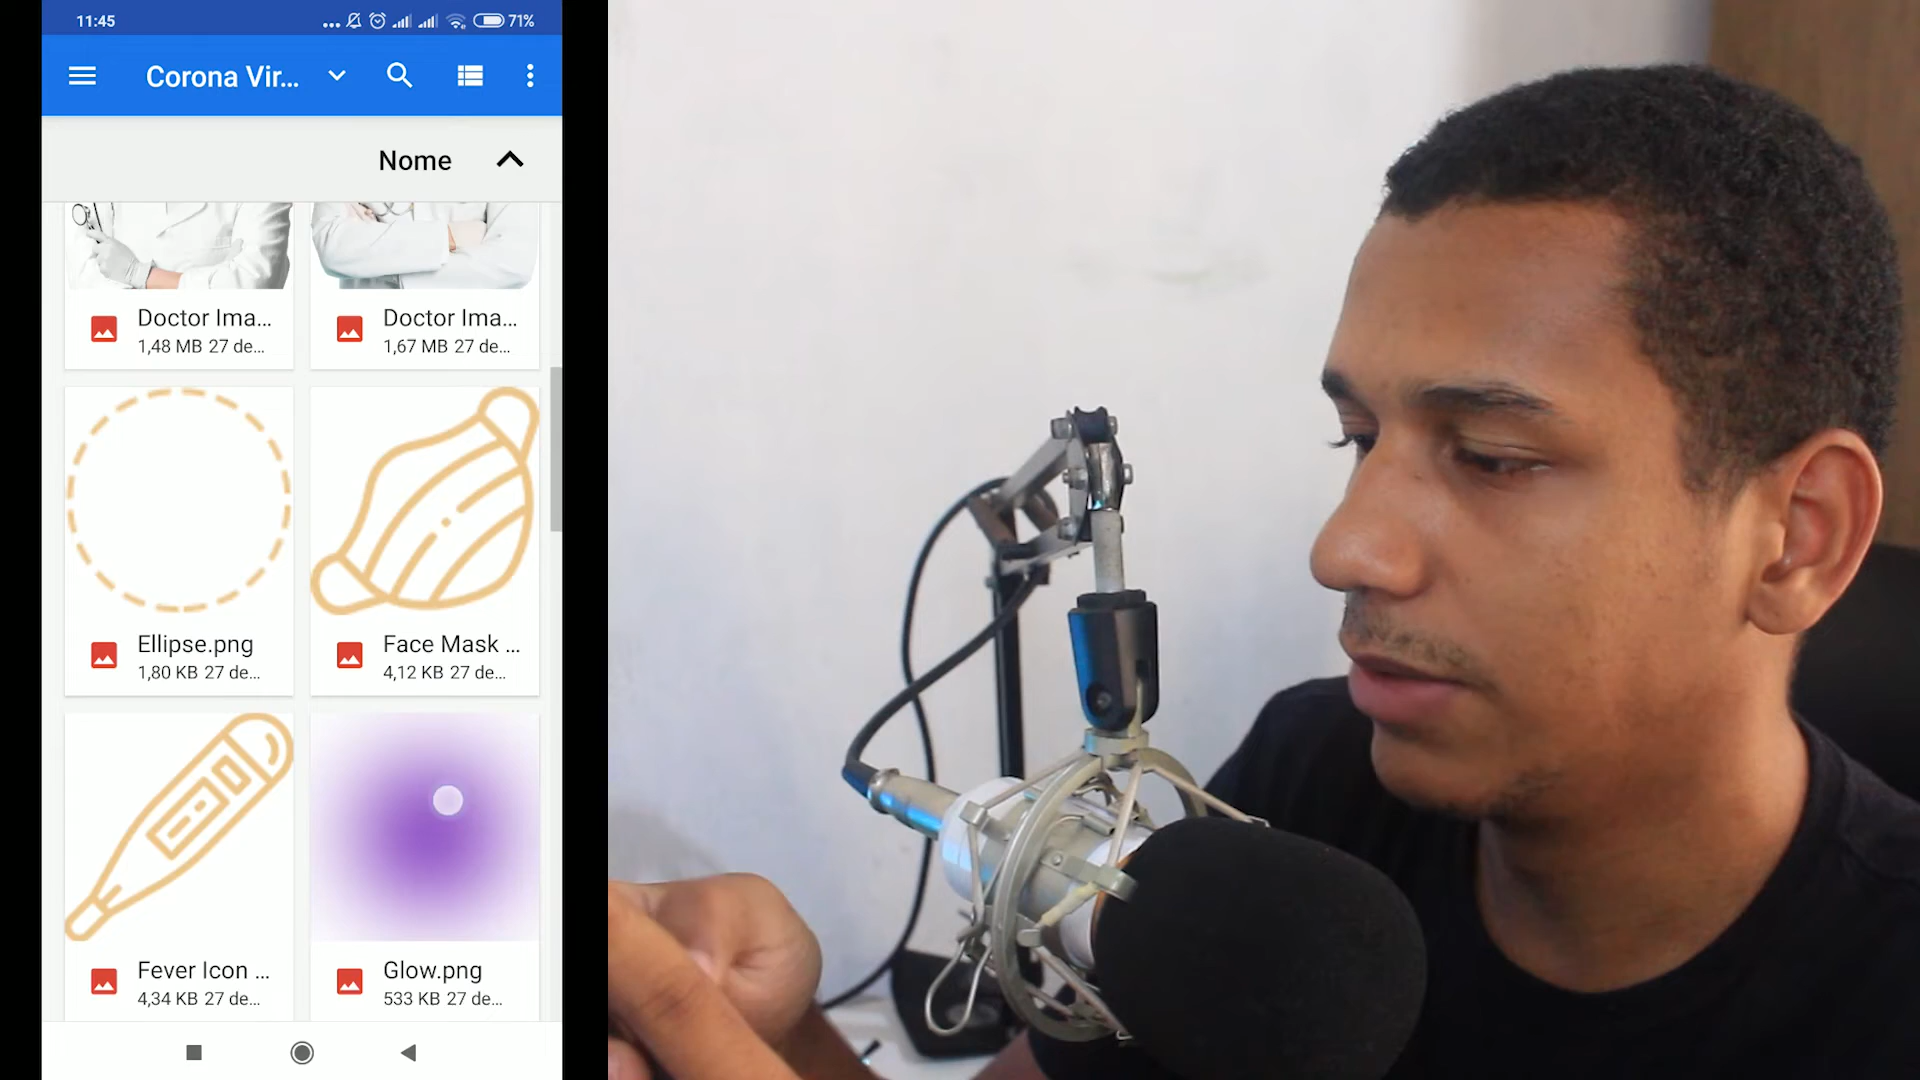 11:45
71%
Corona Vir...
Nome
Doctor Ima...
1,48 MB 27 de...
Doctor Ima...
1,67 MB 27 de...
Ellipse.png
1,80 KB 27 de...
Face Mask ...
4,12 KB 27 de...
Fever Icon ...
4,34 KB 27 de...
Glow.png
533 KB 27 de...